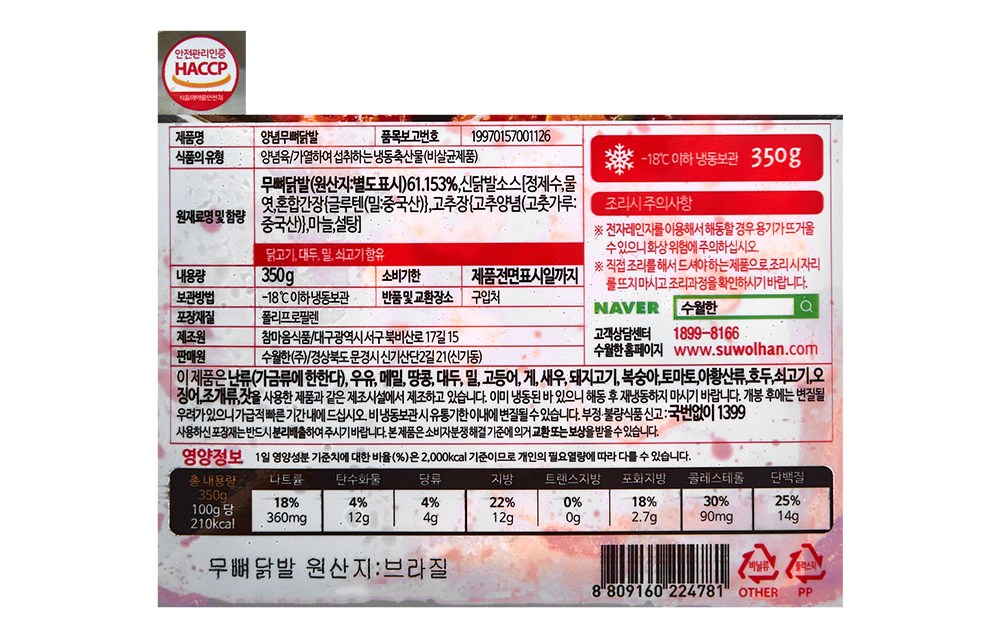 안전관리인증
HACCP
식품의약품안전처
제품명 양념무뼈닭발 품목보고번호 19970157001126
식품의 유형 양념육/가열하여 섭취하는 냉동축산물(비살균제품)
원재료명 및 함량
무뼈닭발(원산지:별도표시)61.153%,신닭발소스[정제수,물
엿,혼합간장{글루텐(밀:중국산)},고추장{고추양념(고춧가루:
중국산)},마늘,설탕]
닭고기, 대두, 밀, 쇠고기 함유
내용량 350g 소비기한 제품전면표시일까지
보관방법 -18℃ 이하 냉동보관 반품 및 교환장소 구입처
포장재질 폴리프로필렌
제조원 참마음식품/대구광역시 서구 북비산로 17길 15
판매원 수월한(주)/경상북도 문경시 신기산단2길 21(신기동)
-18℃ 이하 냉동보관 350g
조리시 주의사항
※ 전자레인지를 이용해서 해동할 경우 용기가 뜨거울
수 있으니 화상 위험에 주의하십시오.
※ 직접 조리를 해서 드셔야 하는 제품으로 조리 시 자리
를 뜨지 마시고 조리과정을 확인하시기 바랍니다.
NAVER 수월한
고객상담센터 1899-8166
수월한 홈페이지 www.suwolhan.com
이 제품은 난류(가금류에 한한다), 우유, 메밀, 땅콩, 대두, 밀, 고등어, 게, 새우, 돼지고기, 복숭아,토마토,아황산류,호두,쇠고기,오
징어,조개류,잣을 사용한 제품과 같은 제조시설에서 제조하고 있습니다. 이미 냉동된 바 있으니 해동 후 재냉동하지 마시기 바랍니다. 개봉 후에는 변질될
우려가 있으니 가급적 빠른 기간 내에 드십시오. 비 냉동보관 시 유통기한 이내에 변질될 수 있습니다. 부정·불량식품 신고 : 국번없이 1399
사용하신 포장재는 반드시 분리배출하여 주시기 바랍니다. 본 제품은 소비자분쟁 해결 기준에 의거 교환 또는 보상을 받을 수 있습니다.
영양정보 1일 영양성분 기준치에 대한 비율(%)은 2,000kcal 기준이므로 개인의 필요열량에 따라 다를 수 있습니다.
총 내용량 350g 100g 당 210kcal
나트륨 탄수화물 당류 지방 트랜스지방 포화지방 콜레스테롤 단백질
18% 4% 4% 22% 0% 18% 30% 25%
360mg 12g 4g 12g 0g 2.7g 90mg 14g
무뼈닭발 원산지:브라질
8 809160 224781
비닐류 플라스틱
OTHER PP